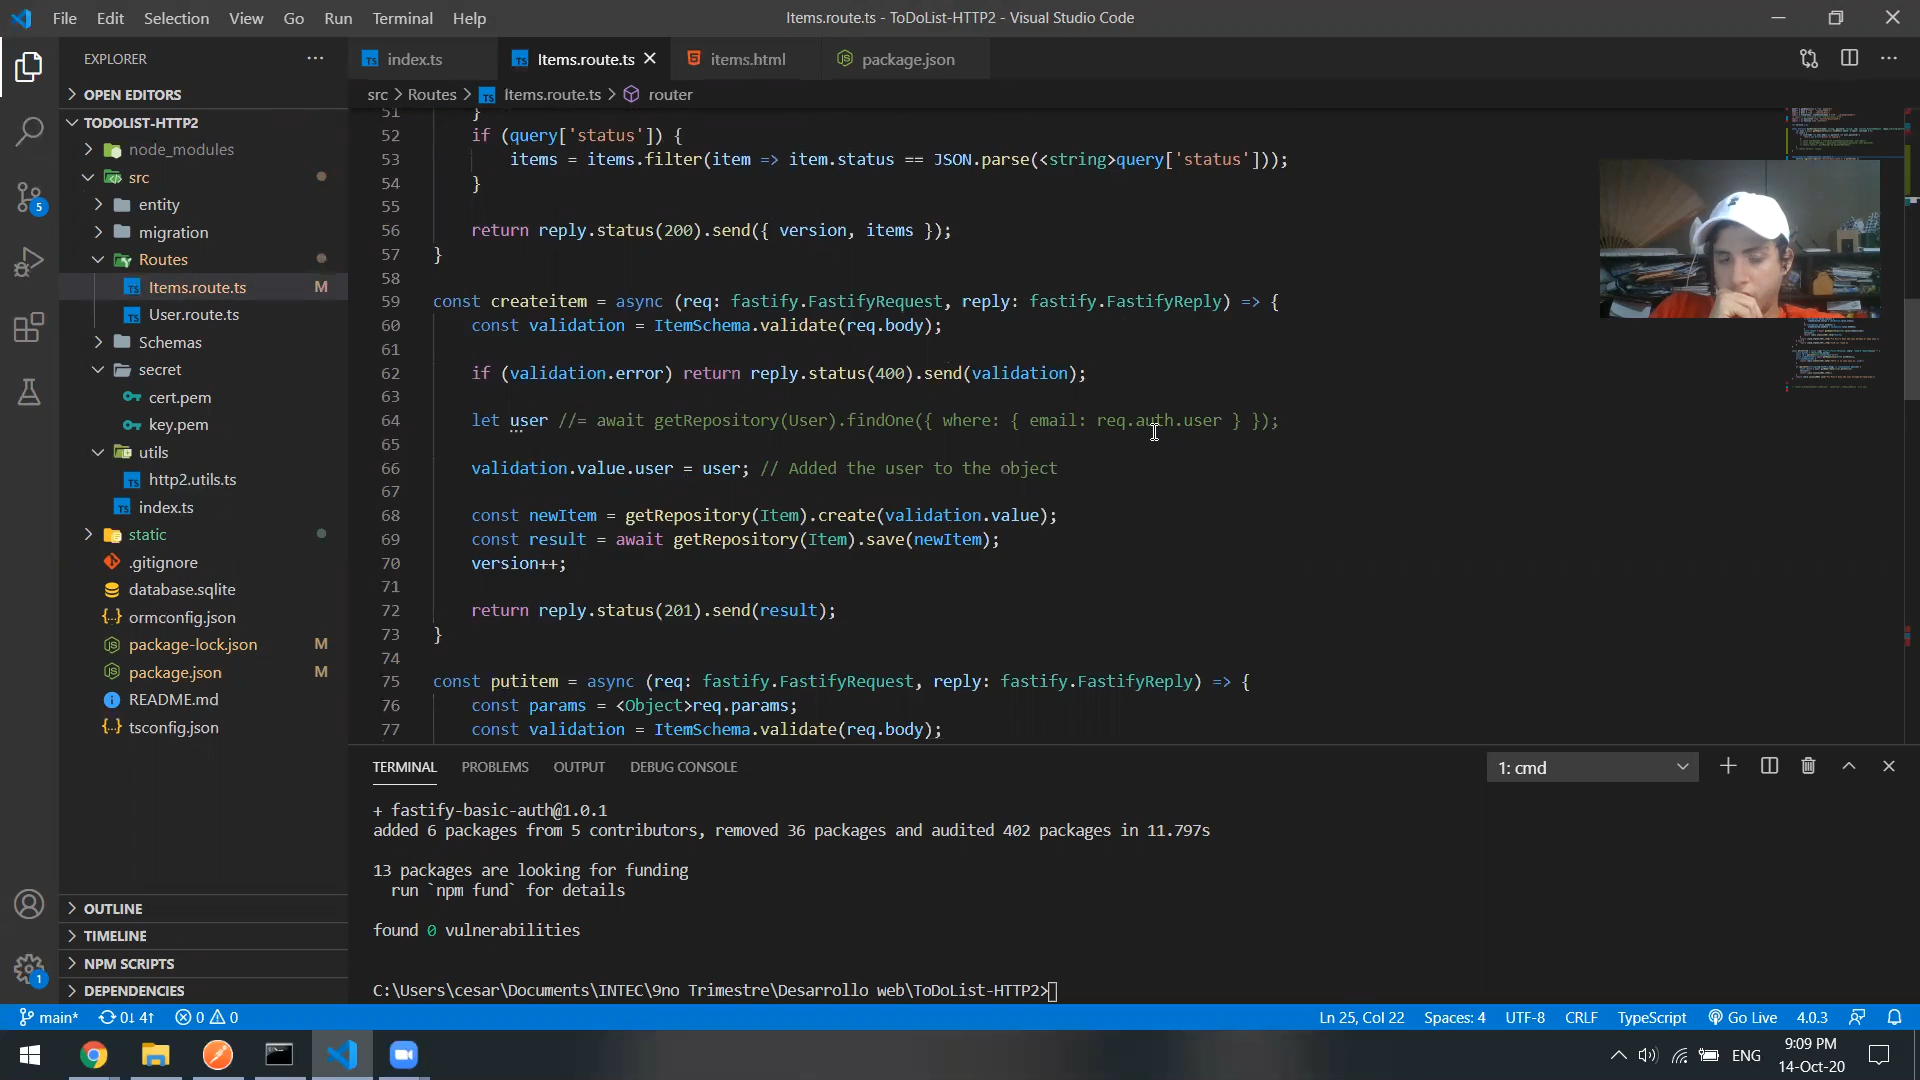 File Edit Selection View Go Run Terminal Help
Items.route.ts - ToDoList-HTTP2 - Visual Studio Code
EXPLORER
index.ts
Items.route.ts
items.html
package.json
src > Routes > Items.route.ts > router
OPEN EDITORS
TODOLIST-HTTP2
node_modules
src
entity
migration
Routes
Items.route.ts M
User.route.ts
Schemas
secret
cert.pem
key.pem
utils
http2.utils.ts
index.ts
static
.gitignore
database.sqlite
ormconfig.json
package-lock.json M
package.json M
README.md
tsconfig.json
OUTLINE
TIMELINE
NPM SCRIPTS
DEPENDENCIES
5
1
51 }
52 if (query['status']) {
53 items = items.filter(item => item.status == JSON.parse(<string>query['status']));
54 }
55
56 return reply.status(200).send({ version, items });
57 }
58
59 const createitem = async (req: fastify.FastifyRequest, reply: fastify.FastifyReply) => {
60 const validation = ItemSchema.validate(req.body);
61
62 if (validation.error) return reply.status(400).send(validation);
63
64 let user //= await getRepository(User).findOne({ where: { email: req.auth.user } });
65
66 validation.value.user = user; // Added the user to the object
67
68 const newItem = getRepository(Item).create(validation.value);
69 const result = await getRepository(Item).save(newItem);
70 version++;
71
72 return reply.status(201).send(result);
73 }
74
75 const putitem = async (req: fastify.FastifyRequest, reply: fastify.FastifyReply) => {
76 const params = <Object>req.params;
77 const validation = ItemSchema.validate(req.body);
TERMINAL PROBLEMS OUTPUT DEBUG CONSOLE
1: cmd
+ fastify-basic-auth@1.0.1
added 6 packages from 5 contributors, removed 36 packages and audited 402 packages in 11.797s
13 packages are looking for funding
run `npm fund` for details
found 0 vulnerabilities
C:\Users\cesar\Documents\INTEC\9no Trimestre\Desarrollo web\ToDoList-HTTP2>
main* 0↓ 4↑ 0 0
Ln 25, Col 22 Spaces: 4 UTF-8 CRLF TypeScript Go Live 4.0.3
ENG
9:09 PM
14-Oct-20